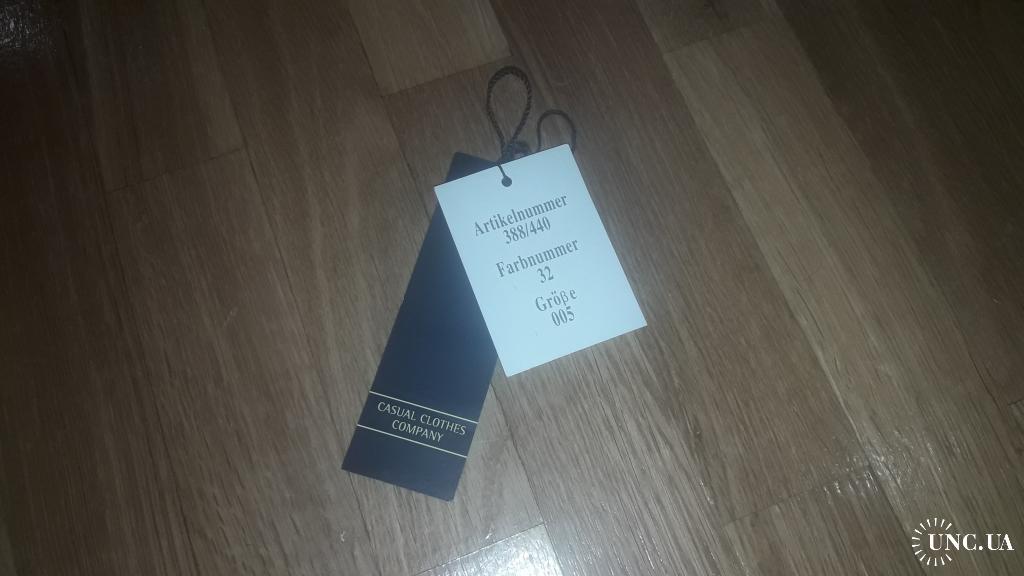 Artikelnummer
388/440
Farbnummer
32
Größe
005
CASUAL CLOTHES
COMPANY
UNC.UA